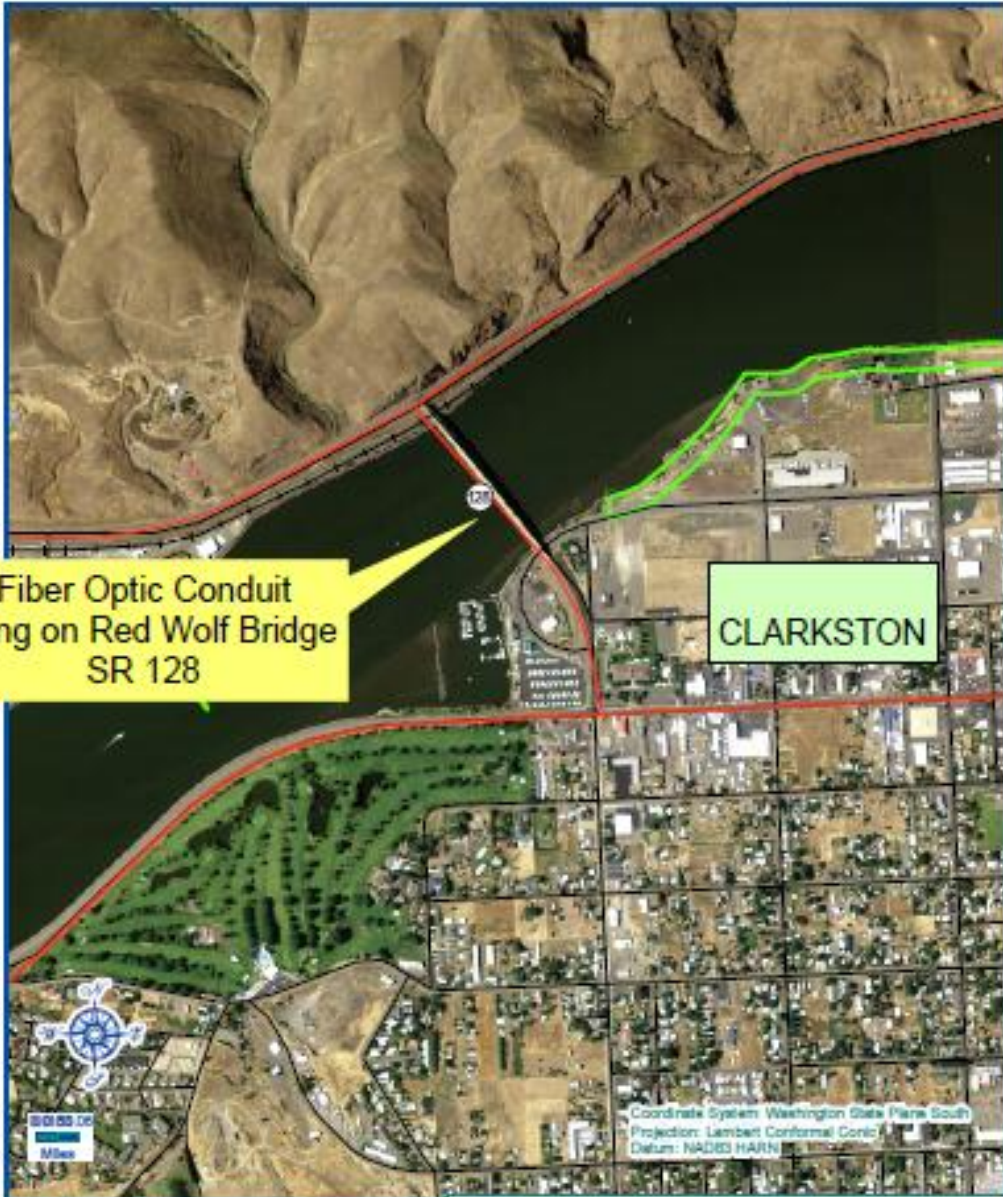 128
Fiber Optic Conduit
ng on Red Wolf Bridge
SR 128
CLARKSTON
N
Miles
Coordinate System: Washington State Plane South
Projection: Lambert Conformal Conic
Datum: NAD83 HARN